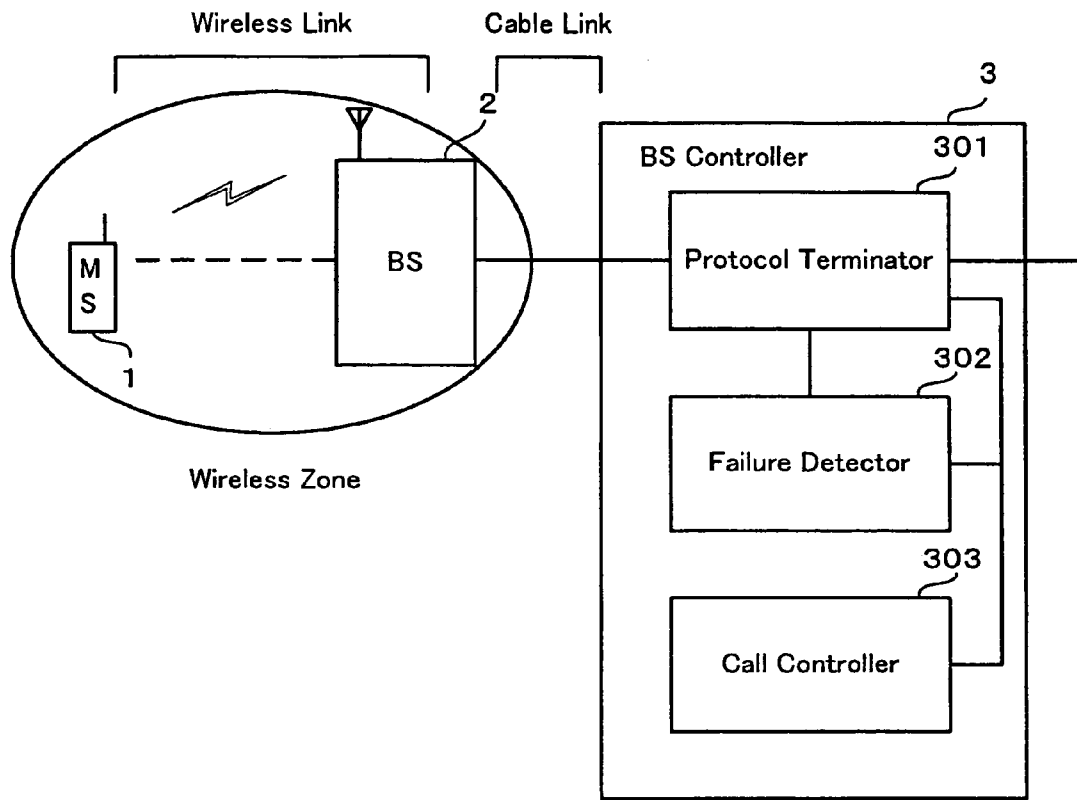 Wireless Link
Cable Link
2
3
BS Controller
301
Protocol Terminator
M
S
BS
1
302
Failure Detector
Wireless Zone
303
Call Controller